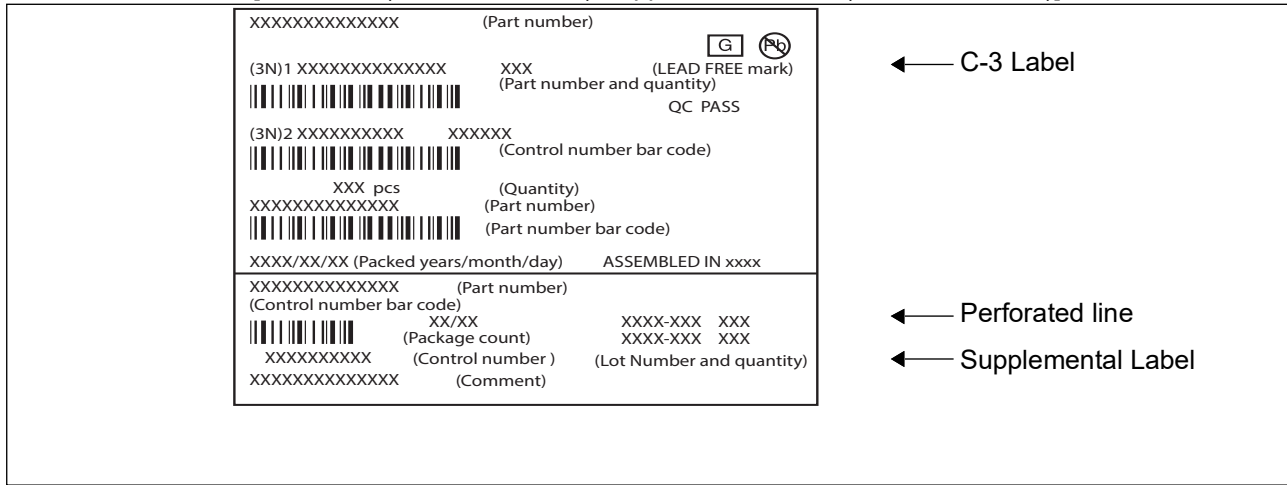 XXXXXXXXXXXXXX (Part number)
G Pb
(3N)1 XXXXXXXXXXXXXX XXX (LEAD FREE mark)
(Part number and quantity)
QC PASS
(3N)2 XXXXXXXXXX XXXXXX
(Control number bar code)
XXX pcs (Quantity)
XXXXXXXXXXXXXX (Part number)
(Part number bar code)
XXXX/XX/XX (Packed years/month/day) ASSEMBLED IN xxxx
C-3 Label
XXXXXXXXXXXXXX (Part number)
(Control number bar code)
XX/XX XXXX-XXX XXX
(Package count) XXXX-XXX XXX
XXXXXXXXXX (Control number ) (Lot Number and quantity)
XXXXXXXXXXXXXX (Comment)
Perforated line
Supplemental Label